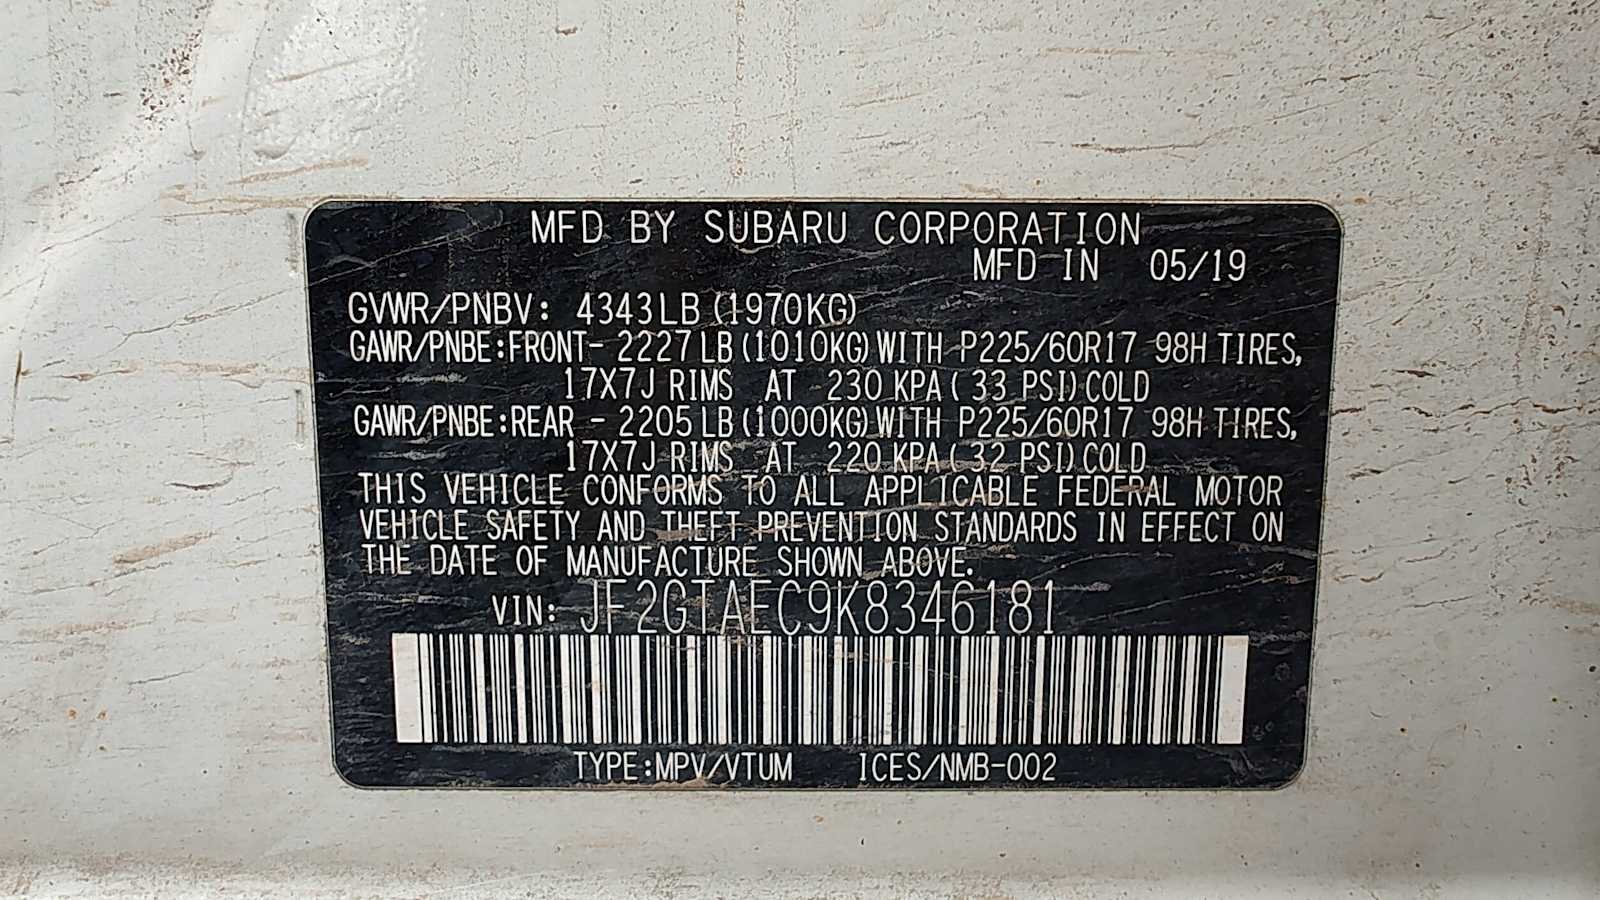 MFD BY SUBARU CORPORATION
MFD IN 05/19
GVWR/PNBV: 4343LB (1970KG)
GAWR/PNBE:FRONT- 2227 LB (1010KG) WITH P225/60R17 98H TIRES,
17X7J RIMS AT 230 KPA ( 33 PSI) COLD
GAWR/PNBE:REAR - 2205 LB (1000KG) WITH P225/60R17 98H TIRES,
17X7J RIMS AT 220 KPA ( 32 PSI) COLD
THIS VEHICLE CONFORMS TO ALL APPLICABLE FEDERAL MOTOR
VEHICLE SAFETY AND THEFT PREVENTION STANDARDS IN EFFECT ON
THE DATE OF MANUFACTURE SHOWN ABOVE.
VIN: JF2GTAEC9K8346181
TYPE:MPV/VTUM ICES/NMB-002